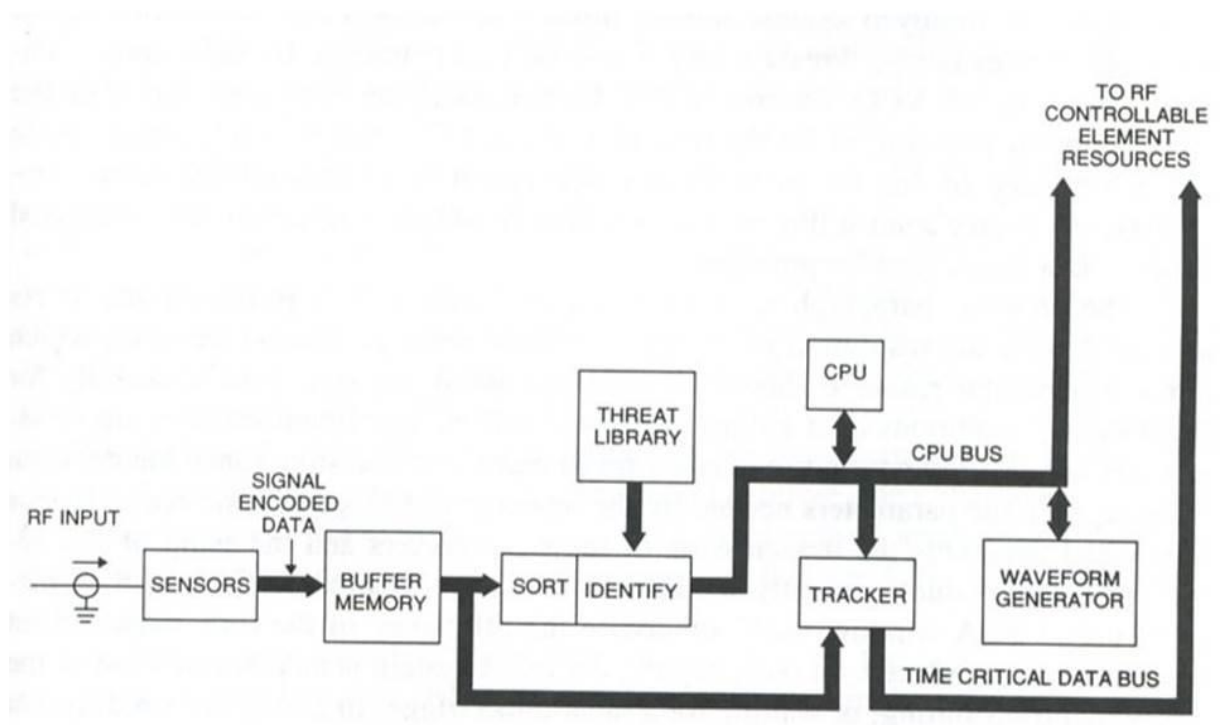 TO RF
CONTROLLABLE
ELEMENT
RESOURCES
CPU
THREAT
LIBRARY
CPU BUS
SIGNAL
ENCODED
DATA
RF INPUT
SENSORS
BUFFER
MEMORY
SORT
IDENTIFY
TRACKER
WAVEFORM
GENERATOR
TIME CRITICAL DATA BUS